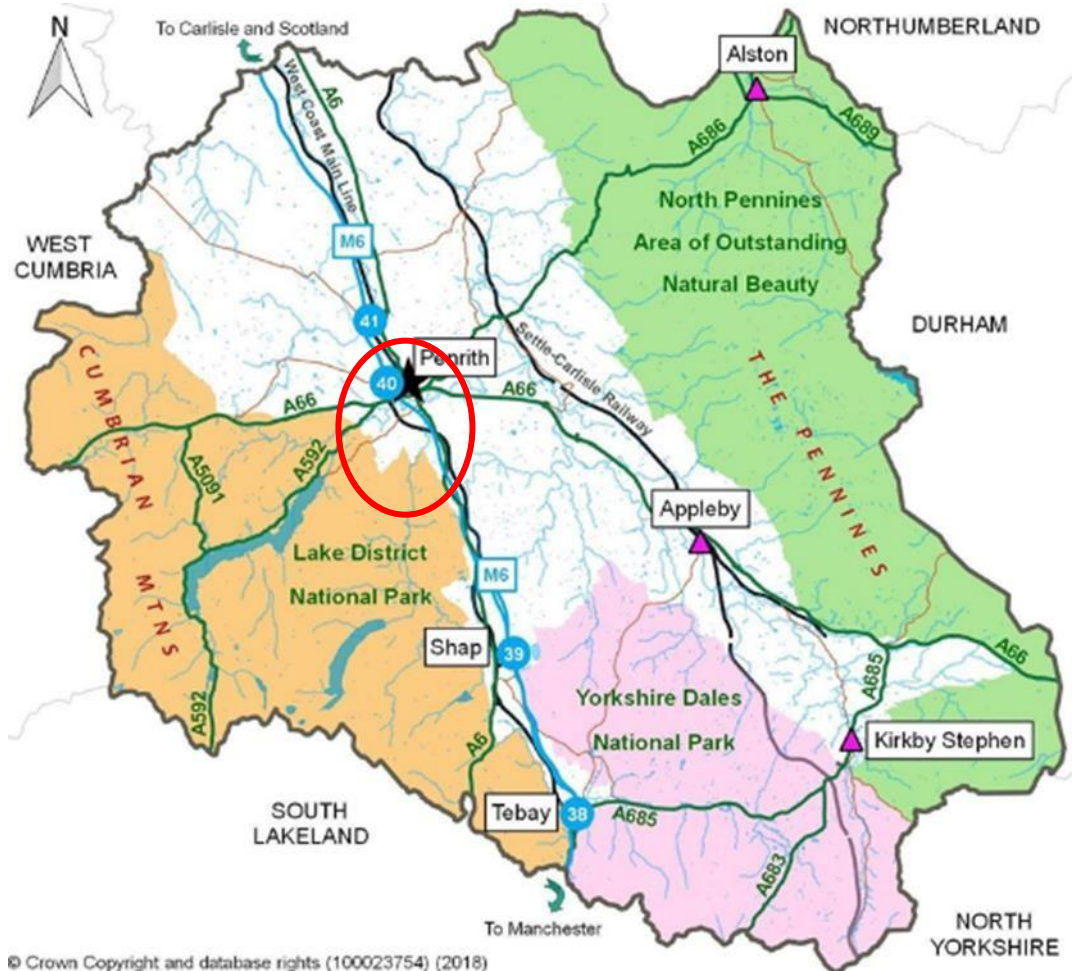 N
To Carlisle and Scotland
NORTHUMBERLAND
Alston
West Coast Main Line
A6
A686
A689
North Pennines
Area of Outstanding
Natural Beauty
M6
WEST
CUMBRIA
DURHAM
41
Penrith
Settle-Carlisle Railway
40
A66
A66
CUMBRIAN MTNS
THE PENNINES
A592
A5091
Appleby
Lake District
National Park
M6
Shap
39
A685
A66
Yorkshire Dales
National Park
A592
Kirkby Stephen
A6
SOUTH
LAKELAND
Tebay
38
A685
A683
To Manchester
NORTH
YORKSHIRE
© Crown Copyright and database rights (100023754) (2018)